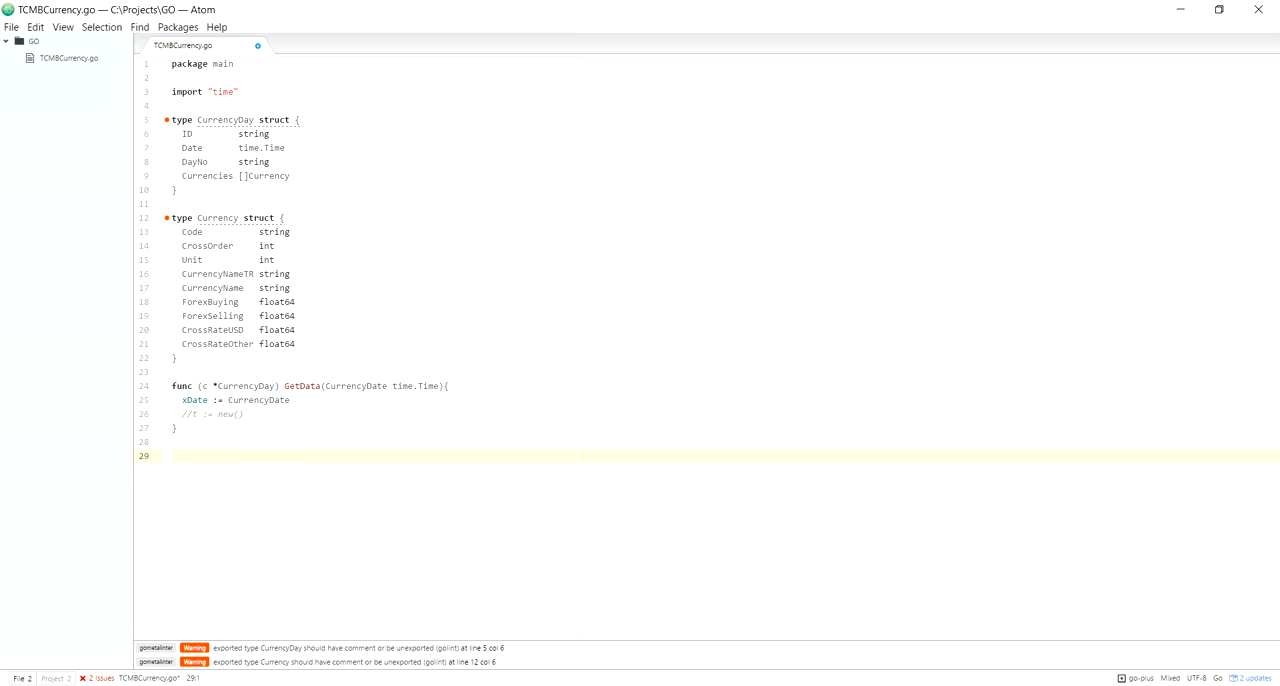 TCMBCurrency.go — C:\Projects\GO — Atom
File Edit View Selection Find Packages Help
GO
TCMBCurrency.go
TCMBCurrency.go
1 package main
2
3 import "time"
4
5 type CurrencyDay struct {
6 ID string
7 Date time.Time
8 DayNo string
9 Currencies []Currency
10 }
11
12 type Currency struct {
13 Code string
14 CrossOrder int
15 Unit int
16 CurrencyNameTR string
17 CurrencyName string
18 ForexBuying float64
19 ForexSelling float64
20 CrossRateUSD float64
21 CrossRateOther float64
22 }
23
24 func (c *CurrencyDay) GetData(CurrencyDate time.Time){
25 xDate := CurrencyDate
26 //t := new()
27 }
28
29
gometalinter Warning exported type CurrencyDay should have comment or be unexported (golint) at line 5 col 6
gometalinter Warning exported type Currency should have comment or be unexported (golint) at line 12 col 6
File 2 Project 2 2 Issues TCMBCurrency.go* 29:1 go-plus Mixed UTF-8 Go 2 updates